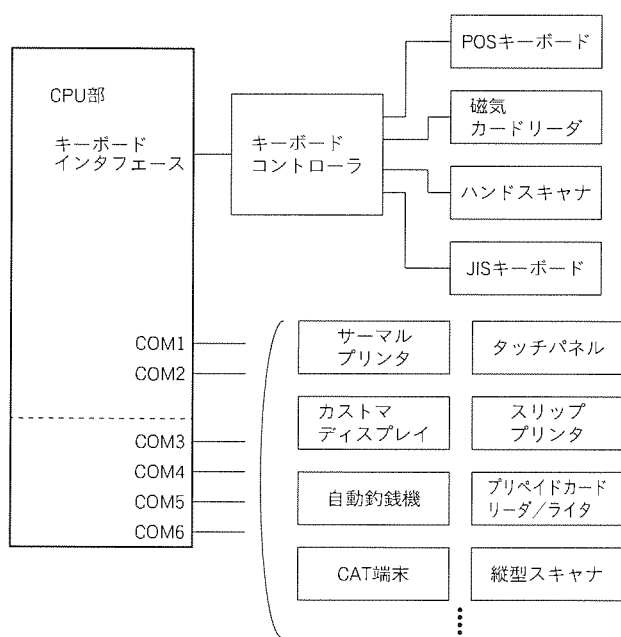 CPU部
キーボード
インタフエース
キーボード
コントローラ
POSキーボード
磁気
カードリーダ
ハンドスキャナ
JISキーボード
COM1
COM2
COM3
COM4
COM5
COM6
サーマル
プリンタ
タッチパネル
カストマ
ディスプレイ
スリップ
プリンタ
自動釣銭機
プリペイドカード
リーダ/ライタ
CAT端末
縦型スキャナ